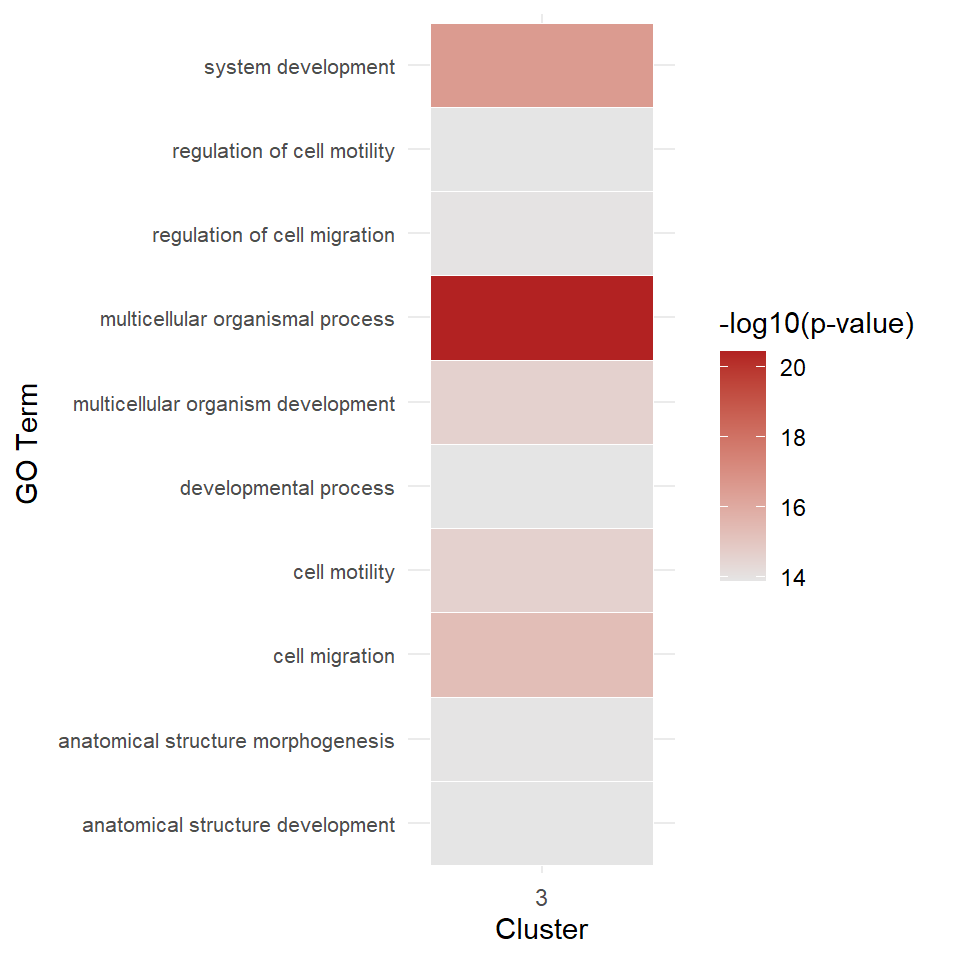 system development
regulation of cell motility
regulation of cell migration
multicellular organismal process
multicellular organism development
developmental process
cell motility
cell migration
anatomical structure morphogenesis
anatomical structure development
GO Term
3
Cluster
-log10(p-value)
20
18
16
14